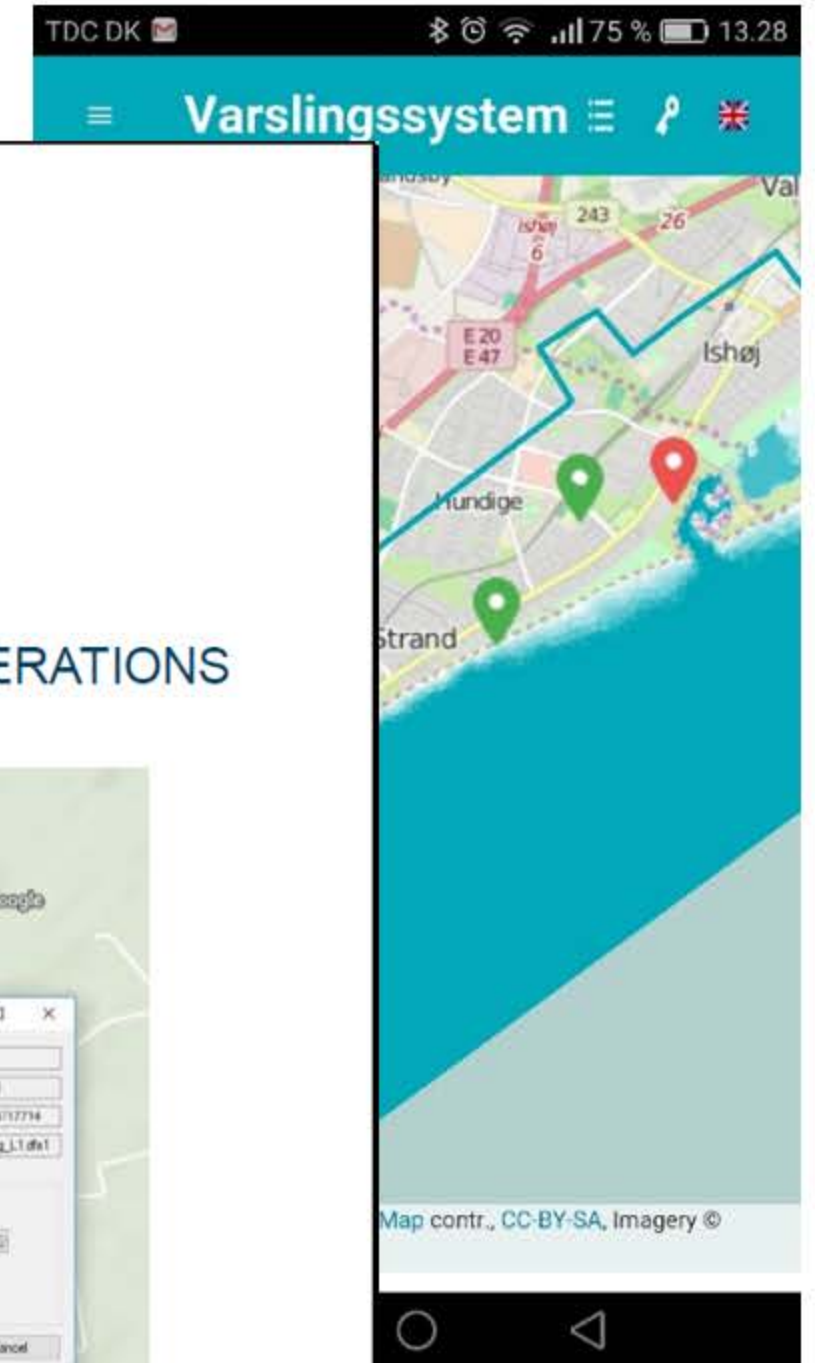 TDC DK 75 % 13.28
Varslingssystem
Val
243
26
Ishøj
6
E 20
E 47
Ishøj
Hundige
Strand
ERATIONS
Map contr., CC-BY-SA, Imagery ©